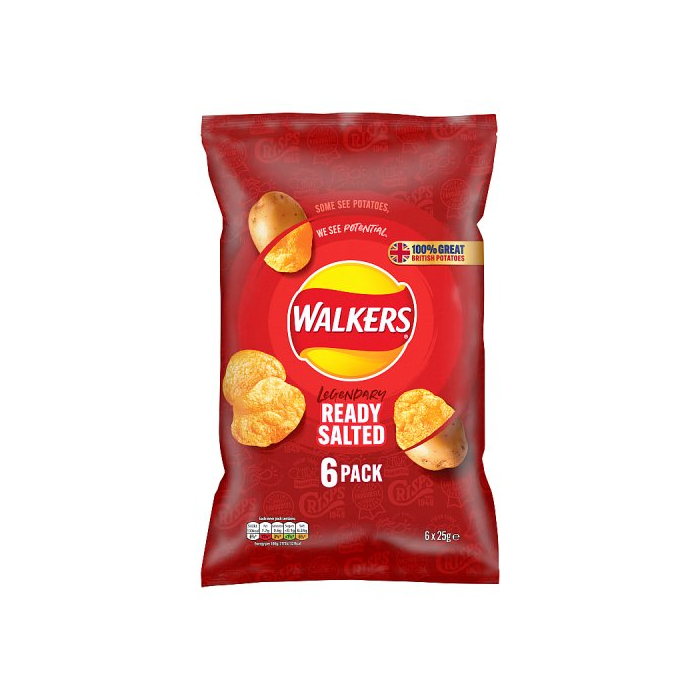 SOME SEE POTATOES,
WE SEE POTENTIAL.
100% GREAT
BRITISH POTATOES
WALKERS
LEGENDARY
READY
SALTED
6 PACK
6 x 25g e